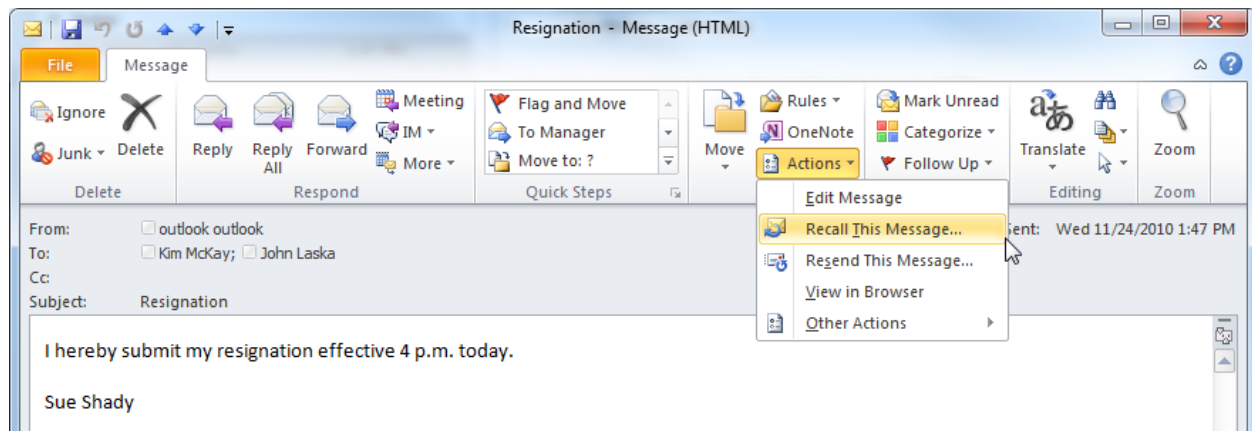 Resignation - Message (HTML)
File Message
Ignore
Junk
Delete
Reply
Reply All
Forward
Meeting
IM
More
Flag and Move
To Manager
Move to: ?
Move
Rules
OneNote
Actions
Mark Unread
Categorize
Follow Up
Translate
Zoom
Delete Respond Quick Steps Editing Zoom
Edit Message
Recall This Message...
Resend This Message...
View in Browser
Other Actions
From: outlook outlook Sent: Wed 11/24/2010 1:47 PM
To: Kim McKay; John Laska
Cc:
Subject: Resignation
I hereby submit my resignation effective 4 p.m. today.
Sue Shady